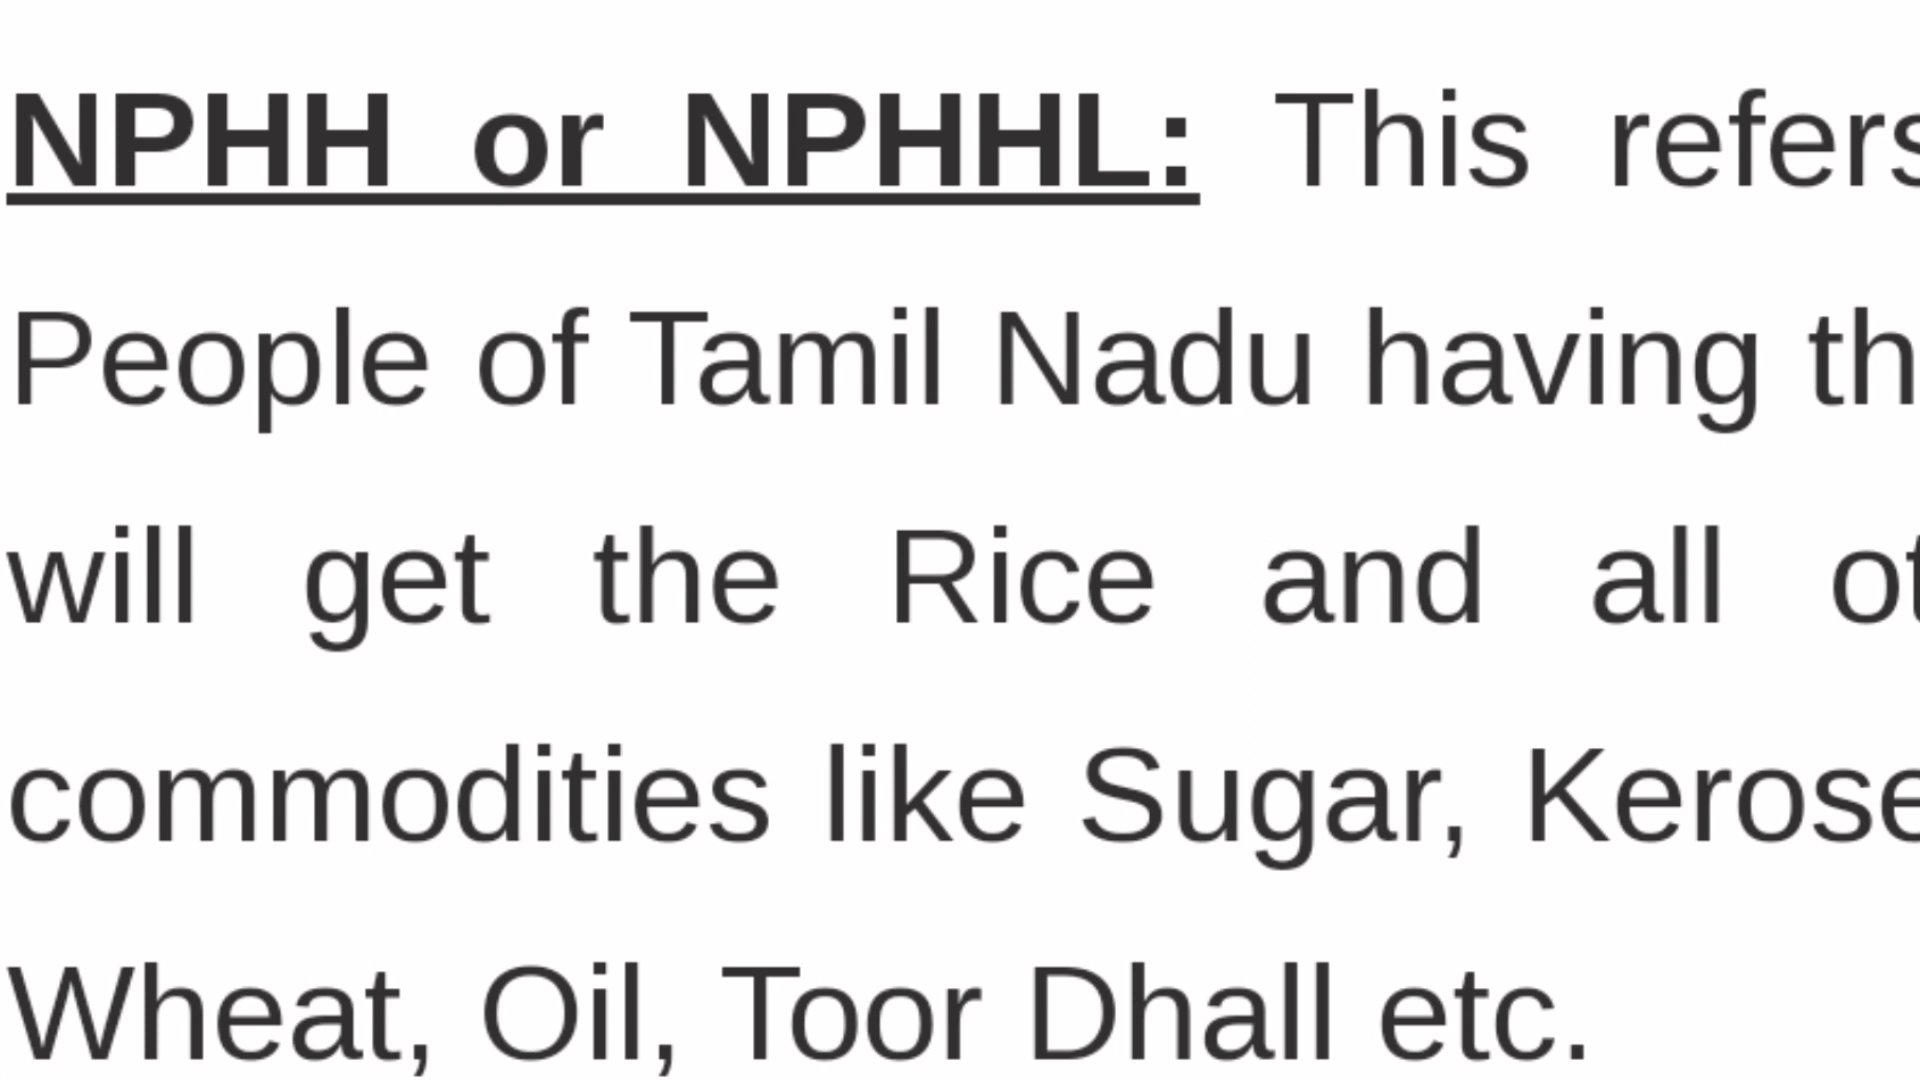 NPHH or NPHHL: This refers
People of Tamil Nadu having th
will get the Rice and all ot
commodities like Sugar, Kerose
Wheat, Oil, Toor Dhall etc.